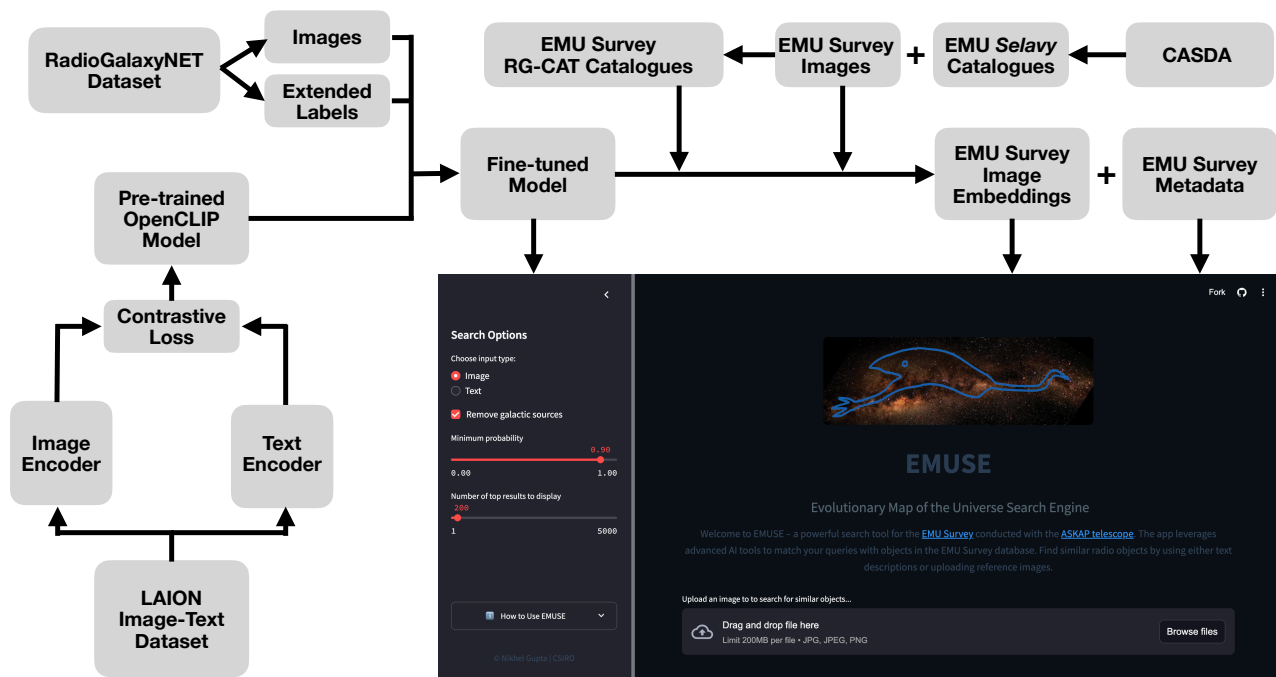 RadioGalaxyNET
Dataset
Images
Extended
Labels
EMU Survey
RG-CAT Catalogues
EMU Survey
Images
+
EMU Selavy
Catalogues
CASDA
Fine-tuned
Model
EMU Survey
Image
Embeddings
+
EMU Survey
Metadata
Pre-trained
OpenCLIP
Model
Contrastive
Loss
Image
Encoder
Text
Encoder
LAION
Image-Text
Dataset
Search Options
Choose input type:
Image
Text
Remove galactic sources
Minimum probability
0.90
0.00 1.00
Number of top results to display
200
1 5000
How to Use EMUSE
© Nikhel Gupta | CSIRO
Fork
EMUSE
Evolutionary Map of the Universe Search Engine
Welcome to EMUSE – a powerful search tool for the EMU Survey conducted with the ASKAP telescope. The app leverages
advanced AI tools to match your queries with objects in the EMU Survey database. Find similar radio objects by using either text
descriptions or uploading reference images.
Upload an image to to search for similar objects...
Drag and drop file here
Limit 200MB per file • JPG, JPEG, PNG
Browse files